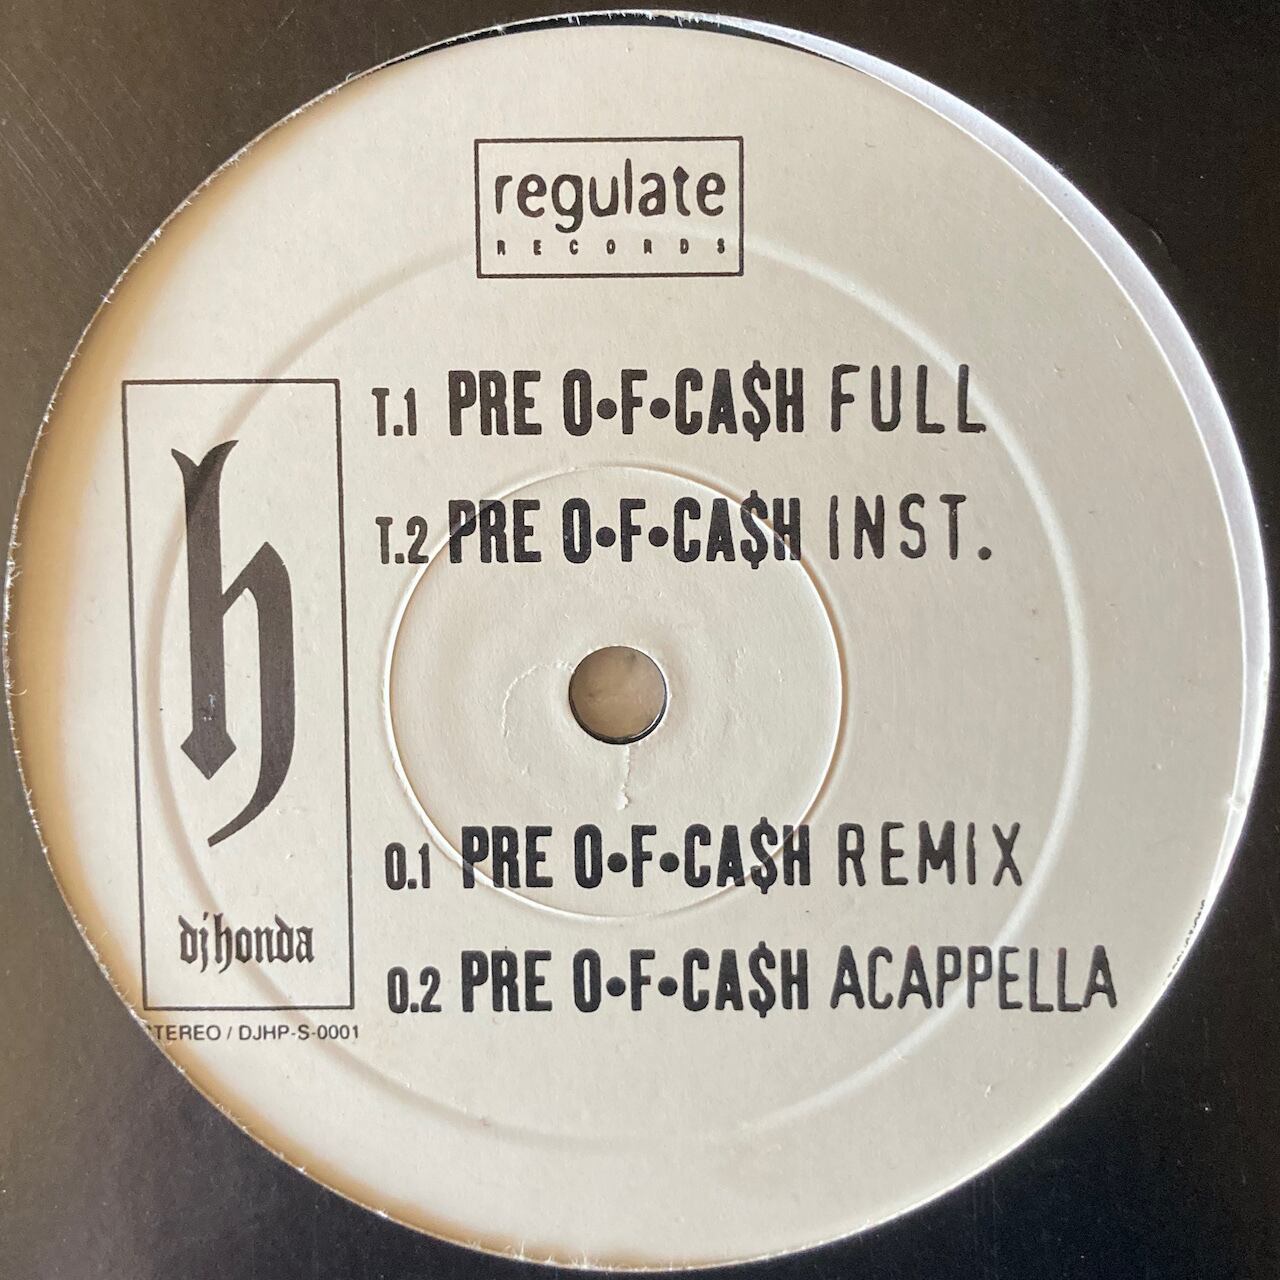 regulate
RECORDS
T.1 PRE O•F•CA$H FULL
T.2 PRE O•F•CA$H INST.
h
O.1 PRE O•F•CA$H REMIX
dj honda
O.2 PRE O•F•CA$H ACAPPELLA
TEREO / DJHP-S-0001